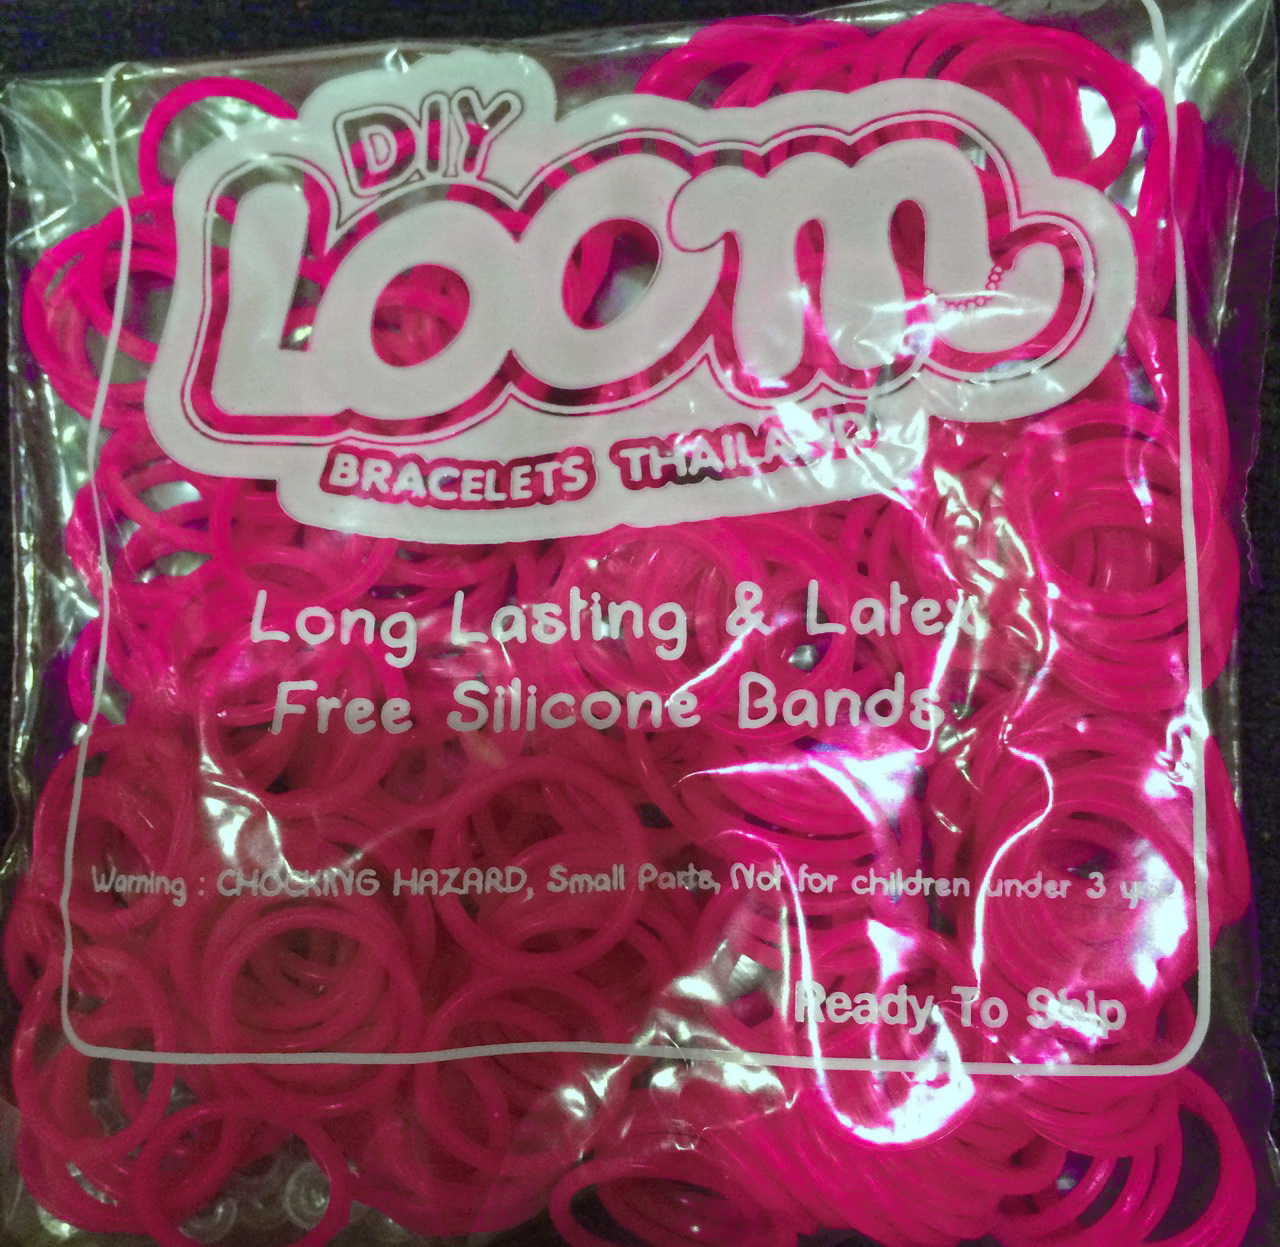 DIY
Loom
BRACELETS THAILAND
Long Lasting & Latex
Free Silicone Bands
Warning : CHOCKING HAZARD, Small Parts, Not for children under 3
Ready To Ship